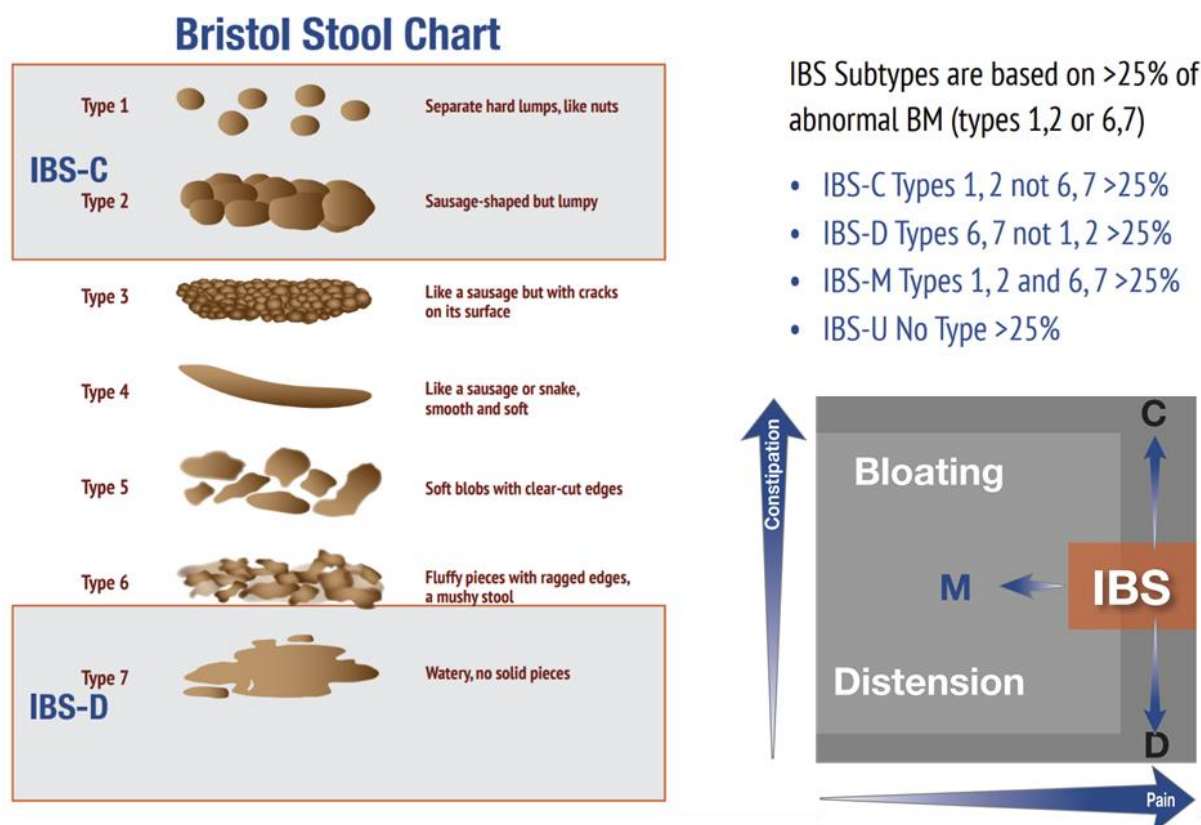 Bristol Stool Chart
Type 1
Separate hard lumps, like nuts
IBS-C
Type 2
Sausage-shaped but lumpy
Type 3
Like a sausage but with cracks
on its surface
Type 4
Like a sausage or snake,
smooth and soft
Type 5
Soft blobs with clear-cut edges
Type 6
Fluffy pieces with ragged edges,
a mushy stool
Type 7
Watery, no solid pieces
IBS-D
IBS Subtypes are based on >25% of
abnormal BM (types 1,2 or 6,7)
• IBS-C Types 1, 2 not 6, 7 >25%
• IBS-D Types 6, 7 not 1, 2 >25%
• IBS-M Types 1, 2 and 6, 7 >25%
• IBS-U No Type >25%
Constipation
C
Bloating
M
IBS
Distension
D
Pain